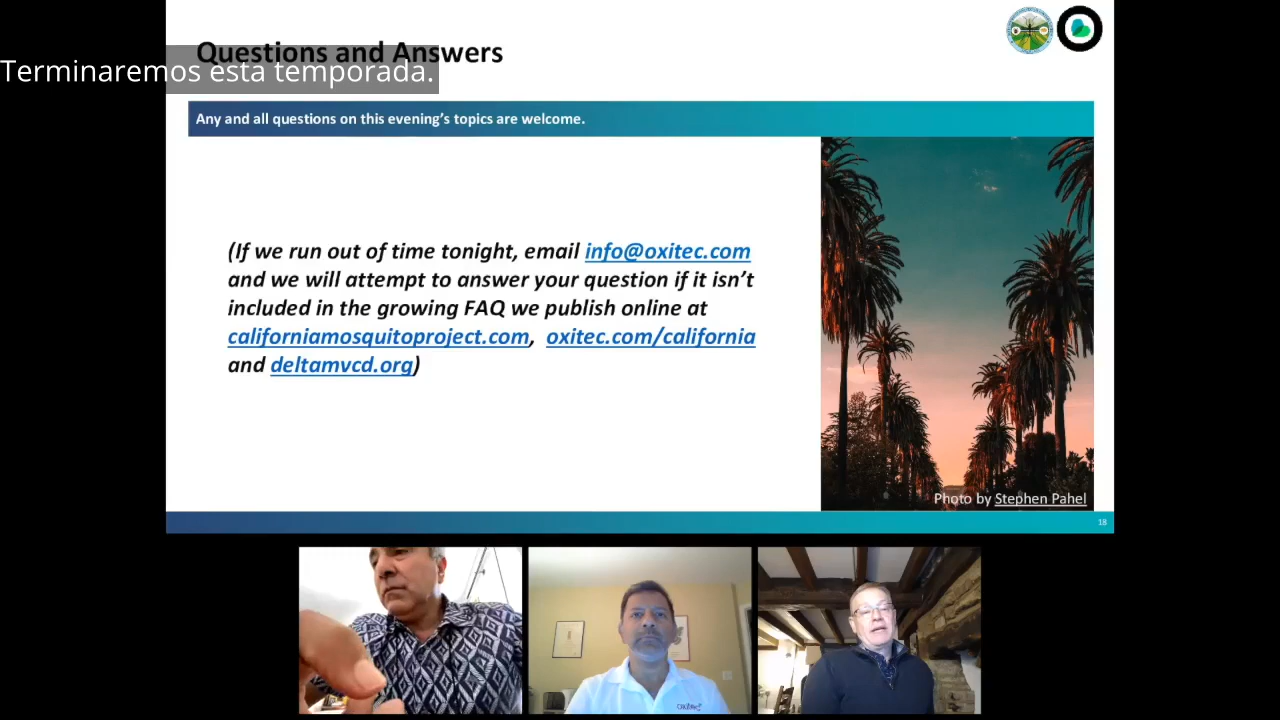 Questions and Answers
Terminaremos esta temporada.
Any and all questions on this evening's topics are welcome.
(If we run out of time tonight, email info@oxitec.com
and we will attempt to answer your question if it isn't
included in the growing FAQ we publish online at
californiamosquitoproject.com, oxitec.com/california
and deltamvcd.org)
Photo by Stephen Pahel
18